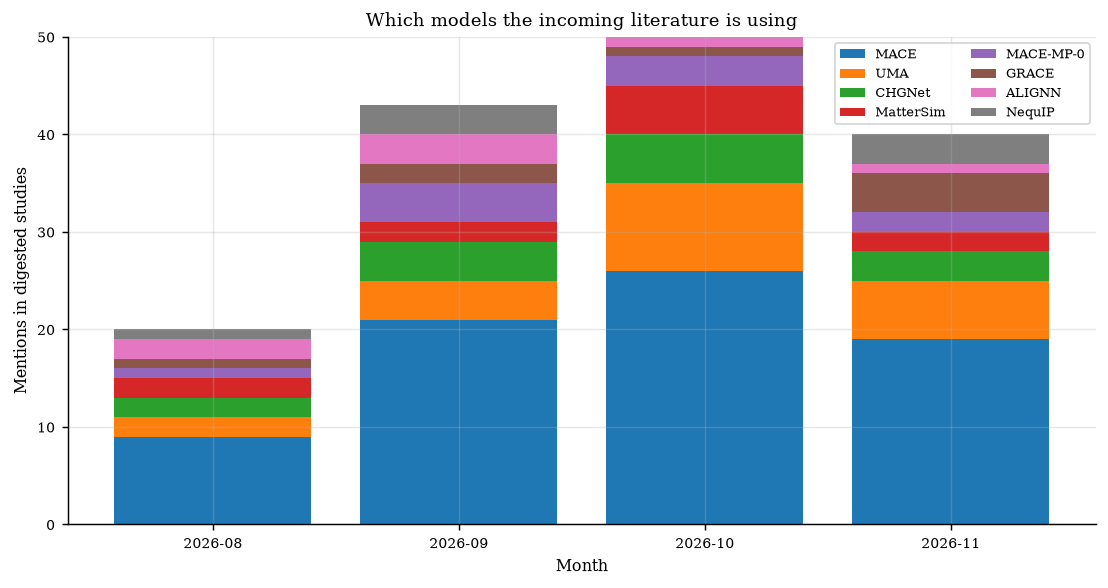 Which models the incoming literature is using
50
40
30
20
10
0
Mentions in digested studies
MACE
UMA
CHGNet
MatterSim
MACE-MP-0
GRACE
ALIGNN
NequIP
2026-08
2026-09
2026-10
2026-11
Month